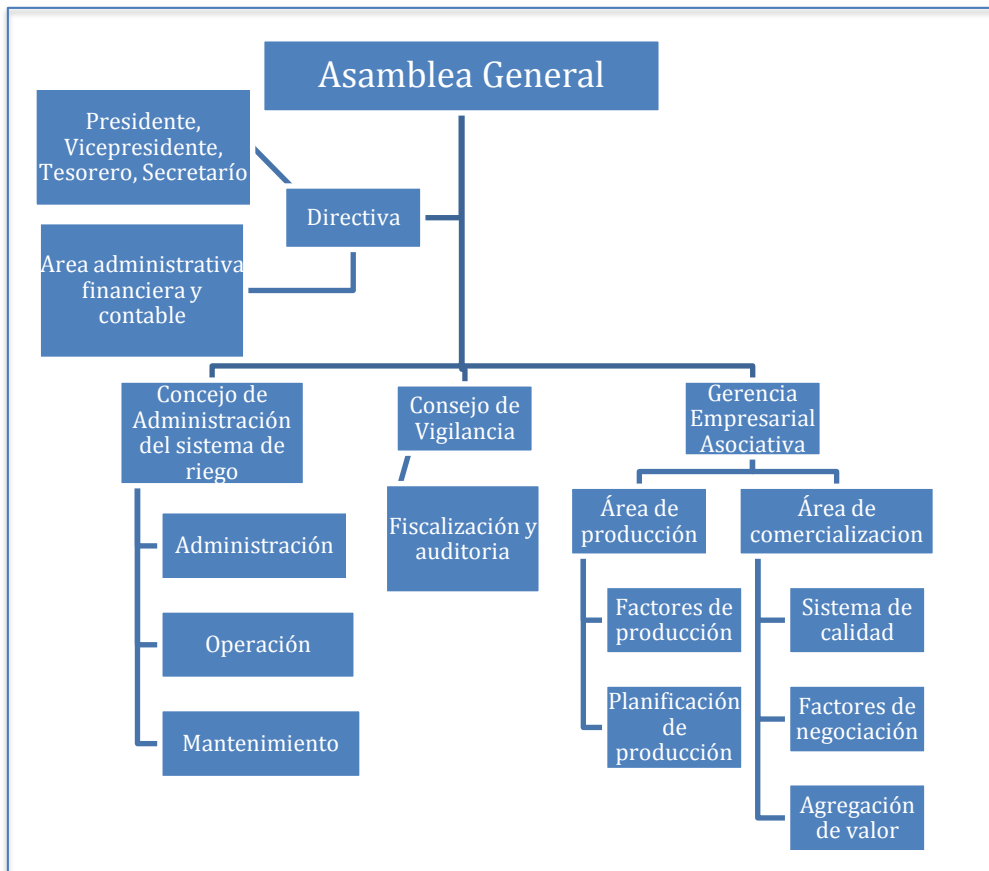 Asamblea General
Presidente,
Vicepresidente,
Tesorero, Secretarío
Directiva
Area administrativa
financiera y
contable
Concejo de
Administración
del sistema de
riego
Administración
Operación
Mantenimiento
Consejo de
Vigilancia
Fiscalización y
auditoria
Gerencia
Empresarial
Asociativa
Área de
producción
Factores de
producción
Planificación
de
producción
Área de
comercializacion
Sistema de
calidad
Factores de
negociación
Agregación
de valor